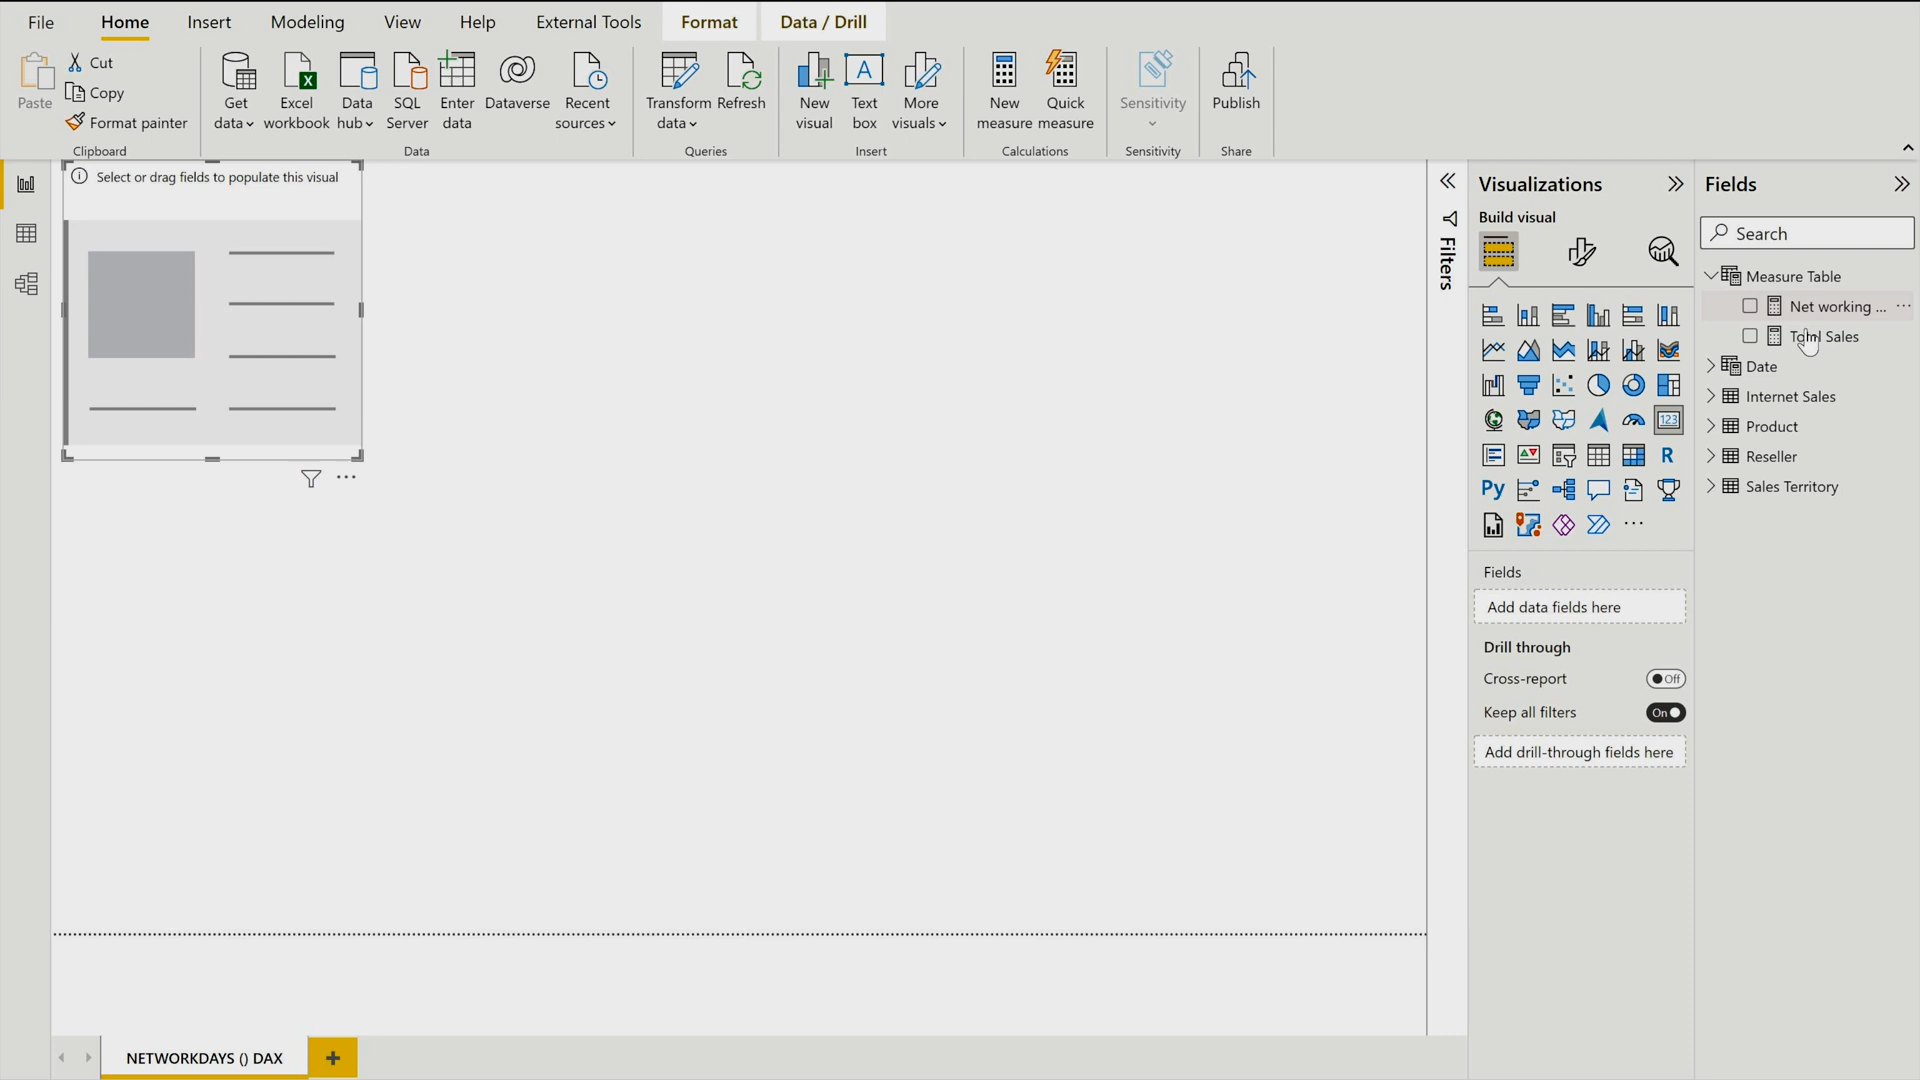 File Home Insert Modeling View Help External Tools Format Data / Drill
Paste
Cut
Copy
Format painter
Clipboard
Get data
Excel workbook
Data hub
SQL Server
Enter data
Dataverse
Recent sources
Data
Transform data
Refresh
Queries
New visual
Text box
More visuals
Insert
New measure
Quick measure
Calculations
Sensitivity
Sensitivity
Publish
Share
Select or drag fields to populate this visual
Filters
Visualizations
Build visual
123
R
Py
Fields
Add data fields here
Drill through
Cross-report Off
Keep all filters On
Add drill-through fields here
Fields
Search
Measure Table
Net working ...
Total Sales
Date
Internet Sales
Product
Reseller
Sales Territory
NETWORKDAYS () DAX